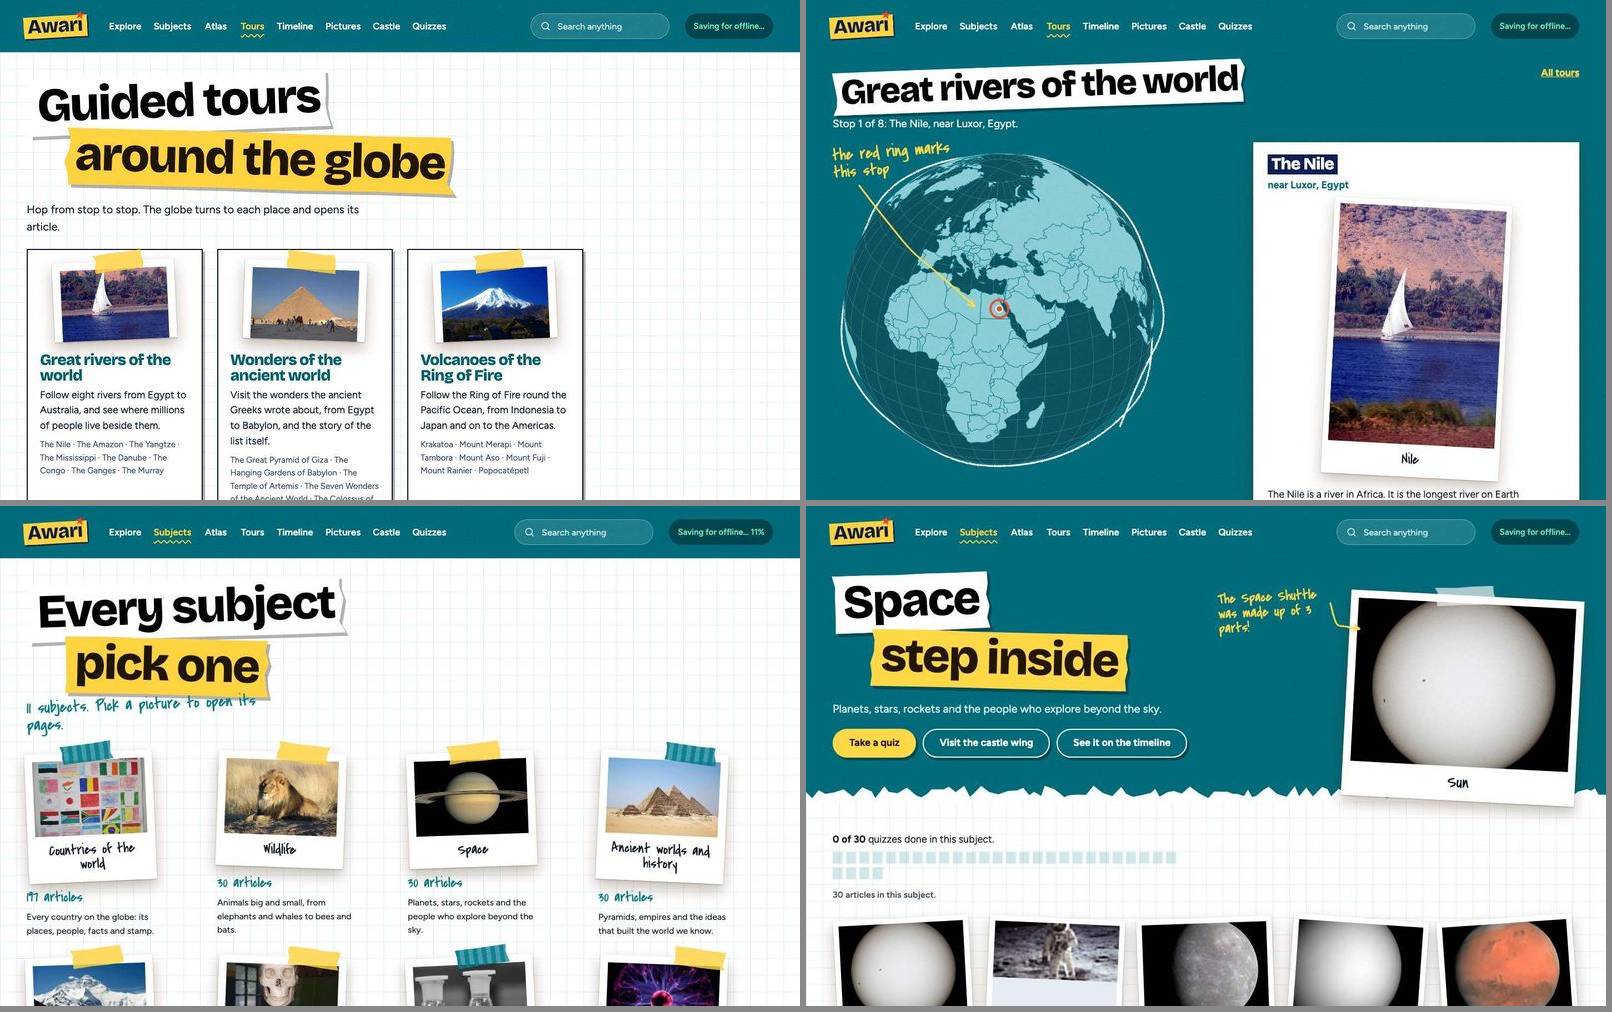 Awari
Explore Subjects Atlas Tours Timeline Pictures Castle Quizzes
Search anything
Saving for offline...
Guided tours
around the globe
Hop from stop to stop. The globe turns to each place and opens its
article.
Great rivers of the
world
Follow eight rivers from Egypt to
Australia, and see where millions
of people live beside them.
The Nile · The Amazon · The Yangtze ·
The Mississippi · The Danube · The
Congo · The Ganges · The Murray
Wonders of the
ancient world
Visit the wonders the ancient
Greeks wrote about, from Egypt
to Babylon, and the story of the
list itself.
The Great Pyramid of Giza · The
Hanging Gardens of Babylon · The
Temple of Artemis · The Seven Wonders
of the Ancient World · The Colossus of
Volcanoes of the
Ring of Fire
Follow the Ring of Fire round the
Pacific Ocean, from Indonesia to
Japan and on to the Americas.
Krakatoa · Mount Merapi · Mount
Tambora · Mount Aso · Mount Fuji ·
Mount Rainier · Popocatépetl
Awari
Explore Subjects Atlas Tours Timeline Pictures Castle Quizzes
Search anything
Saving for offline...
Great rivers of the world
All tours
Stop 1 of 8: The Nile, near Luxor, Egypt.
the red ring marks
this stop
The Nile
near Luxor, Egypt
Nile
The Nile is a river in Africa. It is the longest river on Earth
Awari
Explore Subjects Atlas Tours Timeline Pictures Castle Quizzes
Search anything
Saving for offline... 11%
Every subject
pick one
11 subjects. Pick a picture to open its
pages.
Countries of the
world
197 articles
Every country on the globe: its
places, people, facts and stamp.
Wildlife
30 articles
Animals big and small, from
elephants and whales to bees and
bats.
Space
30 articles
Planets, stars, rockets and the
people who explore beyond the
sky.
Ancient worlds and
history
30 articles
Pyramids, empires and the ideas
that built the world we know.
Awari
Explore Subjects Atlas Tours Timeline Pictures Castle Quizzes
Search anything
Saving for offline...
Space
step inside
The Space Shuttle
was made up of 3
parts!
Sun
Planets, stars, rockets and the people who explore beyond the sky.
Take a quiz
Visit the castle wing
See it on the timeline
0 of 30 quizzes done in this subject.
30 articles in this subject.